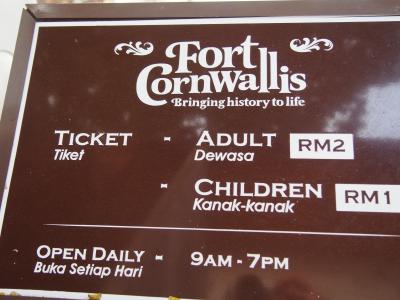 Fort
Cornwallis
Bringing history to life
TICKET - ADULT RM2
Tiket Dewasa
- CHILDREN RM1
Kanak-kanak
OPEN DAILY - 9AM - 7PM
Buka Setiap Hari